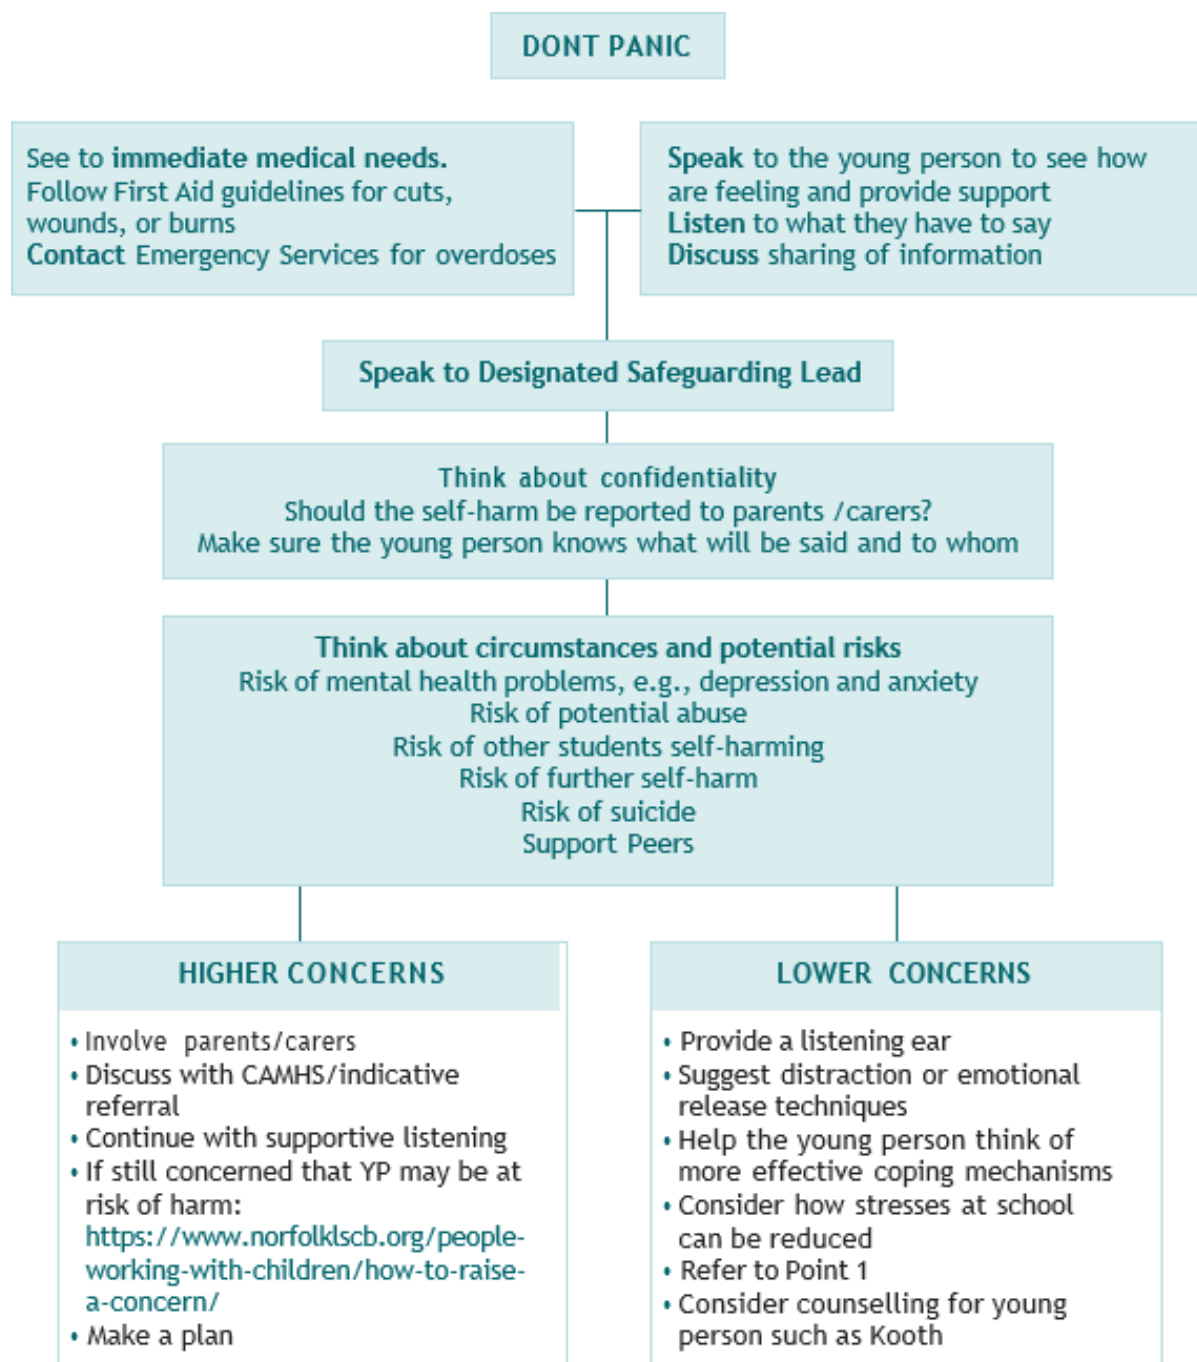 DONT PANIC
See to immediate medical needs.
Follow First Aid guidelines for cuts,
wounds, or burns
Contact Emergency Services for overdoses
Speak to the young person to see how
are feeling and provide support
Listen to what they have to say
Discuss sharing of information
Speak to Designated Safeguarding Lead
Think about confidentiality
Should the self-harm be reported to parents /carers?
Make sure the young person knows what will be said and to whom
Think about circumstances and potential risks
Risk of mental health problems, e.g., depression and anxiety
Risk of potential abuse
Risk of other students self-harming
Risk of further self-harm
Risk of suicide
Support Peers
HIGHER CONCERNS
• Involve parents/carers
• Discuss with CAMHS/indicative
referral
• Continue with supportive listening
• If still concerned that YP may be at
risk of harm:
https://www.norfolklscb.org/people-
working-with-children/how-to-raise-
a-concern/
• Make a plan
LOWER CONCERNS
• Provide a listening ear
• Suggest distraction or emotional
release techniques
• Help the young person think of
more effective coping mechanisms
• Consider how stresses at school
can be reduced
• Refer to Point 1
• Consider counselling for young
person such as Kooth